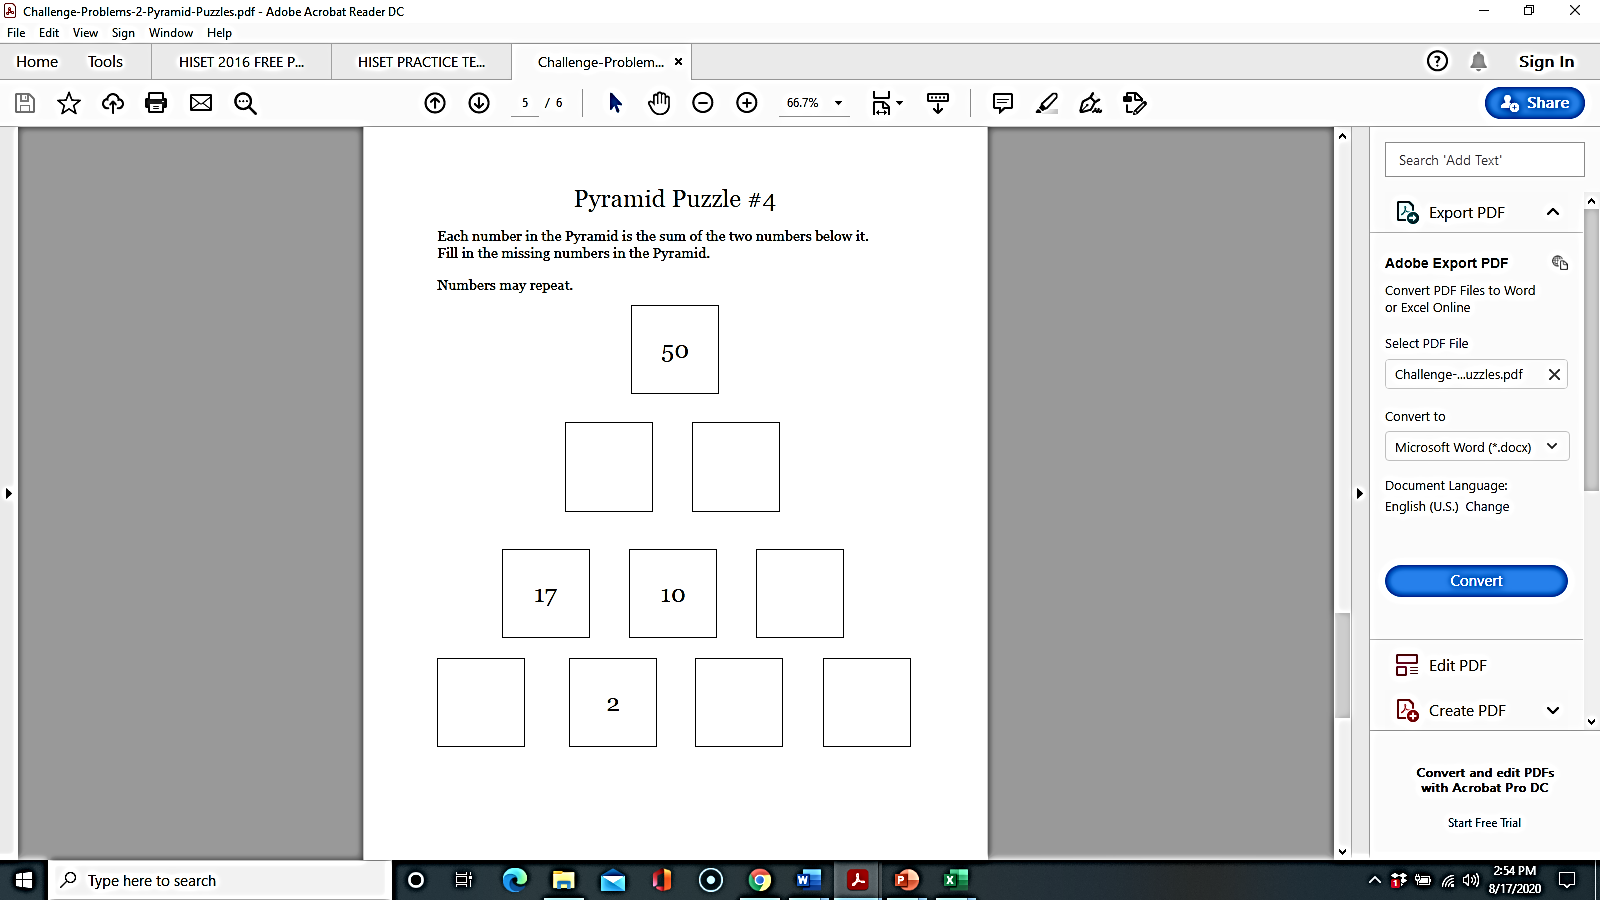 Challenge-Problems-2-Pyramid-Puzzles.pdf - Adobe Acrobat Reader DC
File Edit View Sign Window Help
Home Tools HISET 2016 FREE P... HISET PRACTICE TE... Challenge-Problem... ×
? Sign In
5 / 6 66.7% Share
Search 'Add Text'
Pyramid Puzzle #4
Each number in the Pyramid is the sum of the two numbers below it.
Fill in the missing numbers in the Pyramid.
Numbers may repeat.
50
17 10
2
Export PDF
Adobe Export PDF
Convert PDF Files to Word
or Excel Online
Select PDF File
Challenge-...uzzles.pdf
Convert to
Microsoft Word (*.docx)
Document Language:
English (U.S.) Change
Convert
Edit PDF
Create PDF
Convert and edit PDFs
with Acrobat Pro DC
Start Free Trial
Type here to search
2:54 PM
8/17/2020